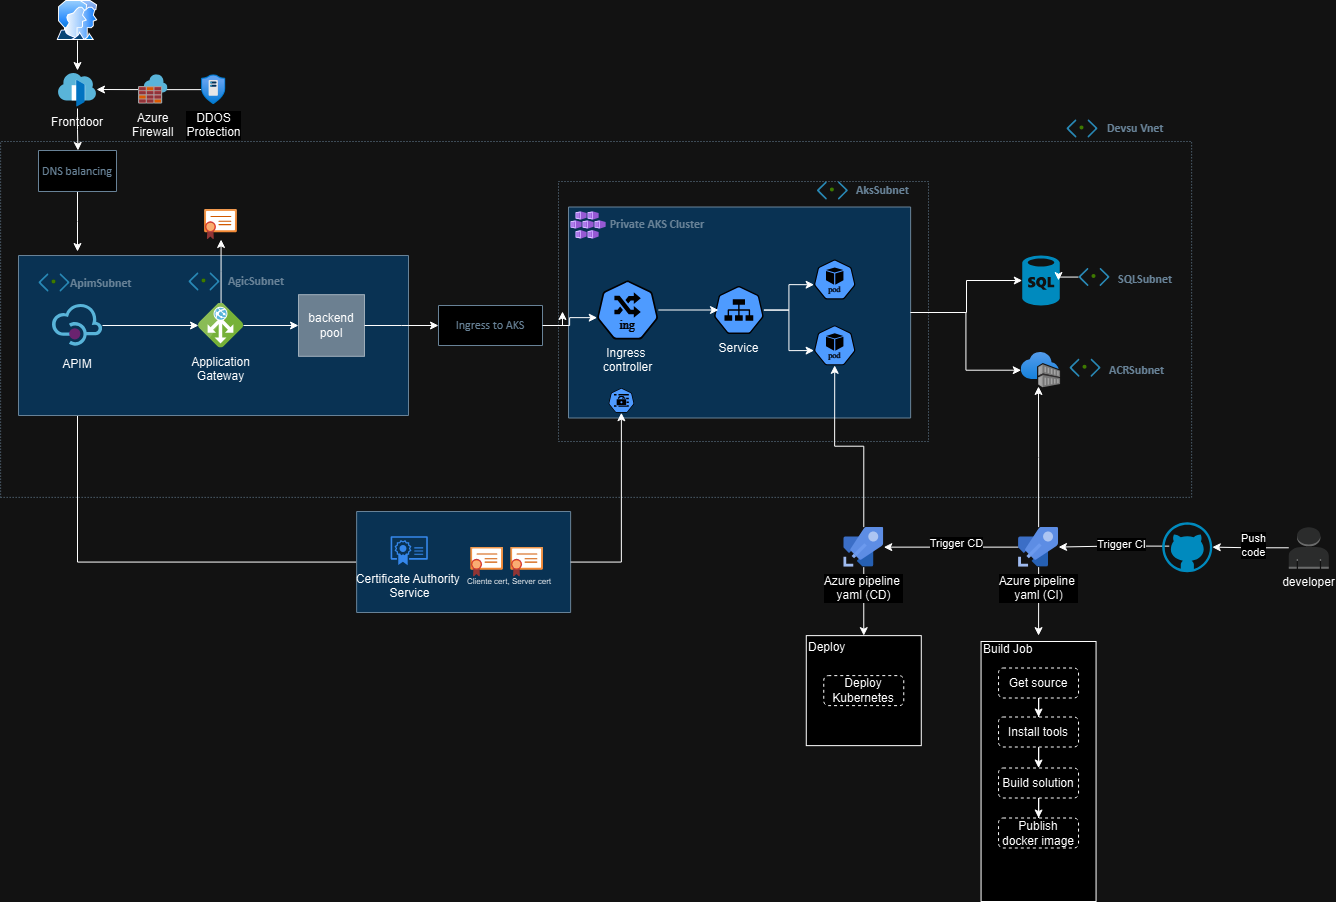 Frontdoor
Azure
Firewall
DDOS
Protection
Devsu Vnet
DNS balancing
AksSubnet
Private AKS Cluster
ApimSubnet
AgicSubnet
APIM
Application
Gateway
backend
pool
Ingress to AKS
ing
Ingress
controller
Service
pod
pod
SQL
SQLSubnet
ACRSubnet
Certificate Authority
Service
Cliente cert, Server cert
Trigger CD
Trigger CI
Push
code
developer
Azure pipeline
yaml (CD)
Azure pipeline
yaml (CI)
Deploy
Deploy
Kubernetes
Build Job
Get source
Install tools
Build solution
Publish
docker image